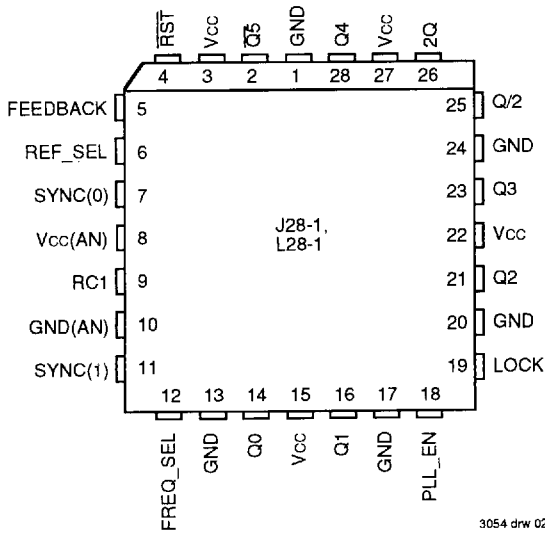 R̅S̅T̅ Vcc Q̅5 GND Q4 Vcc 2Q
4 3 2 1 28 27 26
FEEDBACK 5
REF_SEL 6
SYNC(0) 7
Vcc(AN) 8
RC1 9
GND(AN) 10
SYNC(1) 11
J28-1,
L28-1
25 Q/2
24 GND
23 Q3
22 Vcc
21 Q2
20 GND
19 LOCK
12 13 14 15 16 17 18
FREQ_SEL GND Q0 Vcc Q1 GND PLL_EN
3054 drw 02